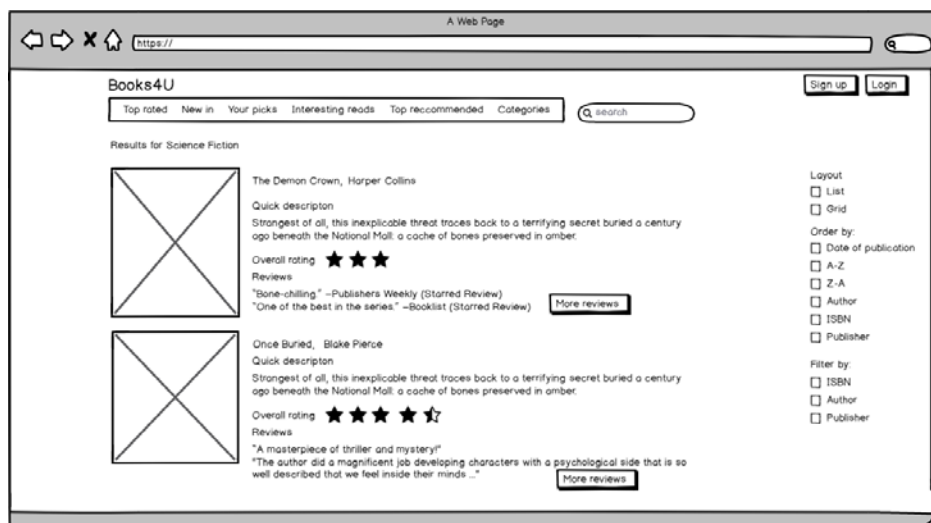 A Web Page
https://
Books4U
Sign up
Login
Top rated New in Your picks Interesting reads Top reccommended Categories
search
Results for Science Fiction
The Demon Crown, Harper Collins
Quick descripton
Strongest of all, this inexplicable threat traces back to a terrifying secret buried a century
ago beneath the National Mall: a cache of bones preserved in amber.
Overall rating
Reviews
"Bone-chilling." –Publishers Weekly (Starred Review)
"One of the best in the series." –Booklist (Starred Review)
More reviews
Once Buried, Blake Pierce
Quick descripton
Strongest of all, this inexplicable threat traces back to a terrifying secret buried a century
ago beneath the National Mall: a cache of bones preserved in amber.
Overall rating
Reviews
"A masterpiece of thriller and mystery!"
"The author did a magnificent job developing characters with a psychological side that is so
well described that we feel inside their minds ..."
More reviews
Layout
List
Grid
Order by:
Date of publication
A-Z
Z-A
Author
ISBN
Publisher
Filter by:
ISBN
Author
Publisher